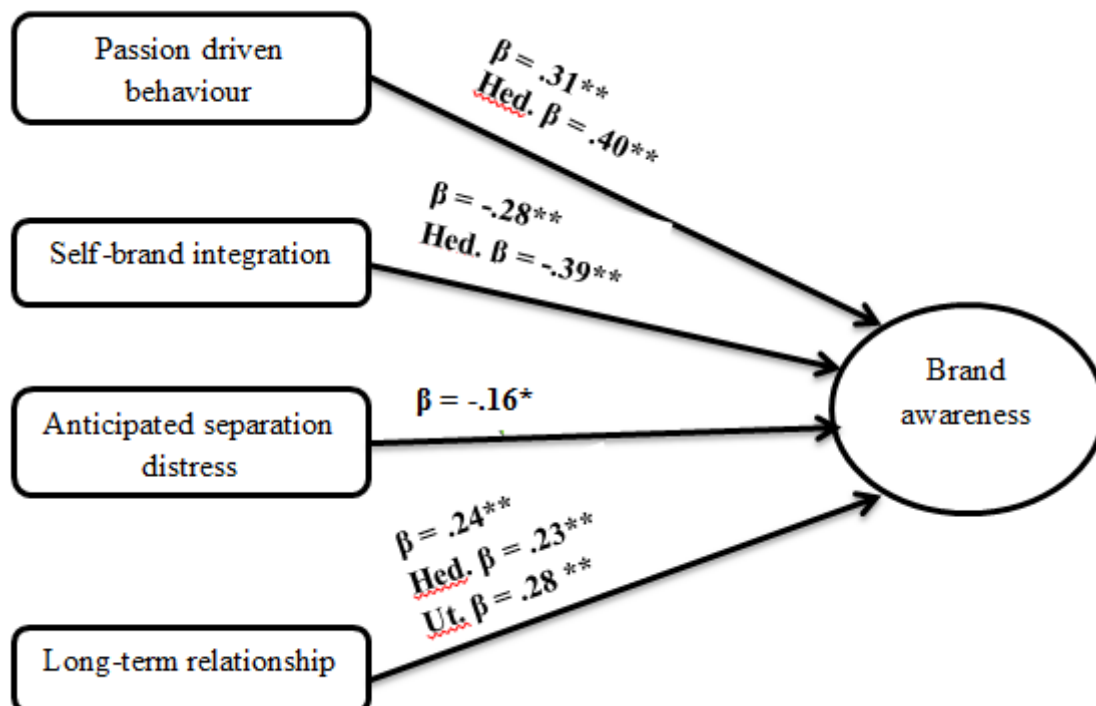 Passion driven
behaviour
β = .31**
Hed. β = .40**
Self-brand integration
β = -.28**
Hed. β = -.39**
Anticipated separation
distress
β = -.16*
Brand
awareness
β = .24**
Hed. β = .23**
Ut. β = .28 **
Long-term relationship